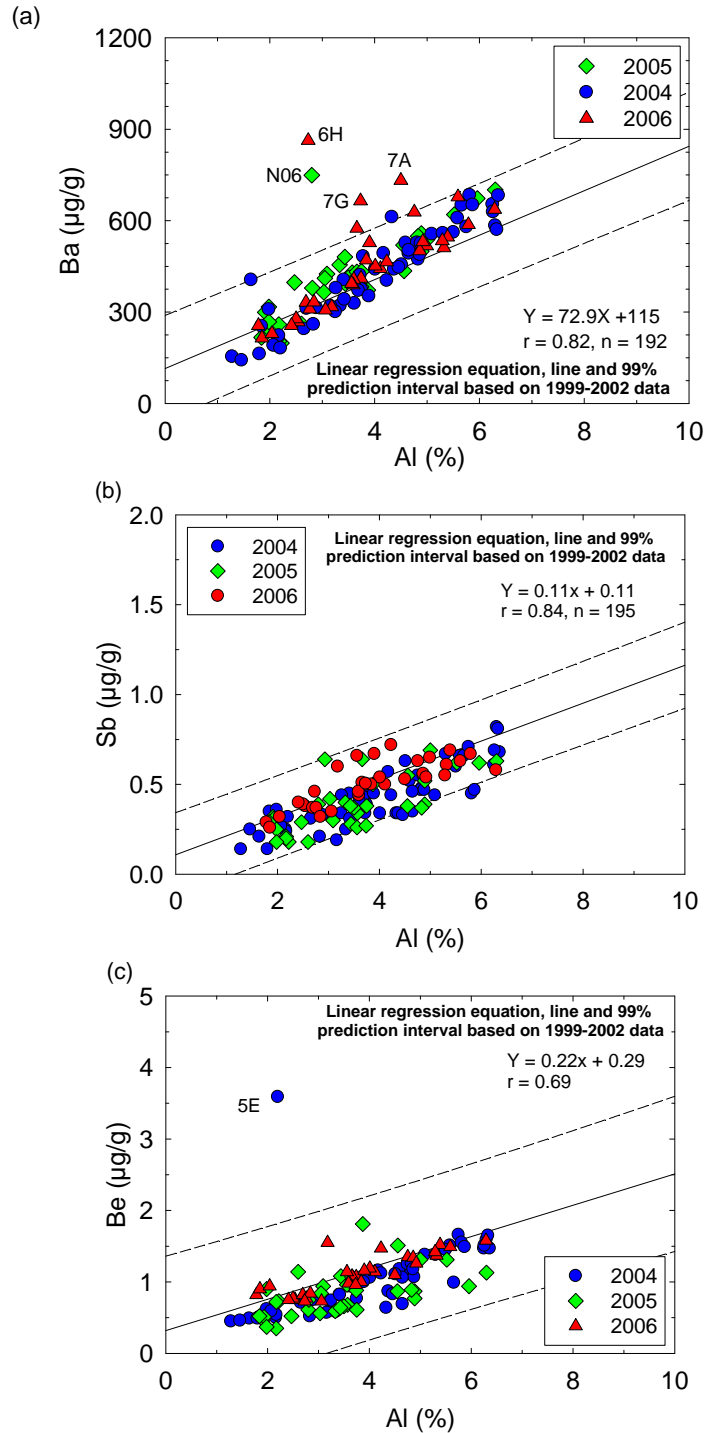 (a)
1200
900
600
300
0
Ba (µg/g)
2005
2004
2006
6H
N06
7A
7G
Y = 72.9X +115
r = 0.82, n = 192
Linear regression equation, line and 99%
prediction interval based on 1999-2002 data
0 2 4 6 8 10
Al (%)
(b)
2.0
1.5
1.0
0.5
0.0
Sb (µg/g)
2004
2005
2006
Linear regression equation, line and 99%
prediction interval based on 1999-2002 data
Y = 0.11x + 0.11
r = 0.84, n = 195
0 2 4 6 8 10
Al (%)
(c)
5
4
3
2
1
0
Be (µg/g)
Linear regression equation, line and 99%
prediction interval based on 1999-2002 data
Y = 0.22x + 0.29
r = 0.69
5E
2004
2005
2006
0 2 4 6 8 10
Al (%)